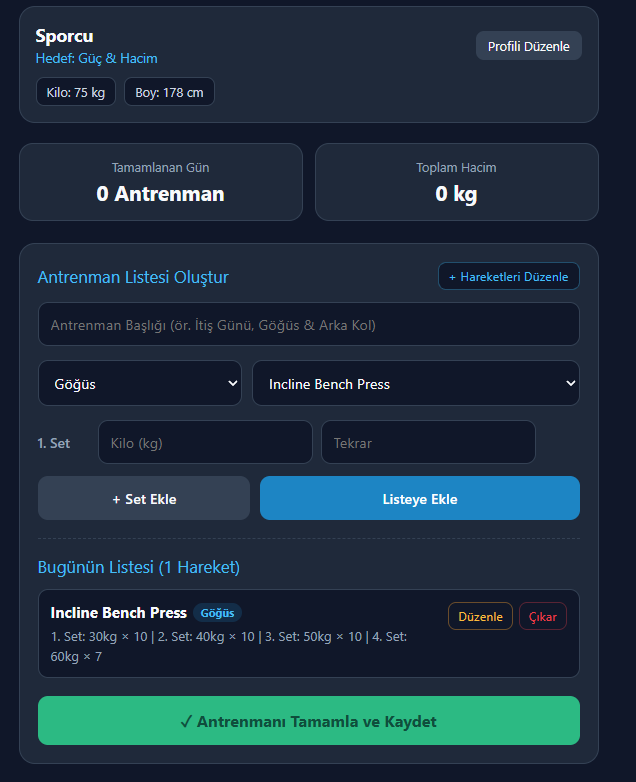 Sporcu
Hedef: Güç & Hacim
Profili Düzenle
Kilo: 75 kg
Boy: 178 cm
Tamamlanan Gün
0 Antrenman
Toplam Hacim
0 kg
Antrenman Listesi Oluştur
+ Hareketleri Düzenle
Antrenman Başlığı (ör. İtiş Günü, Göğüs & Arka Kol)
Göğüs
Incline Bench Press
1. Set
Kilo (kg)
Tekrar
+ Set Ekle
Listeye Ekle
Bugünün Listesi (1 Hareket)
Incline Bench Press Göğüs
1. Set: 30kg × 10 | 2. Set: 40kg × 10 | 3. Set: 50kg × 10 | 4. Set:
60kg × 7
Düzenle
Çıkar
✓ Antrenmanı Tamamla ve Kaydet